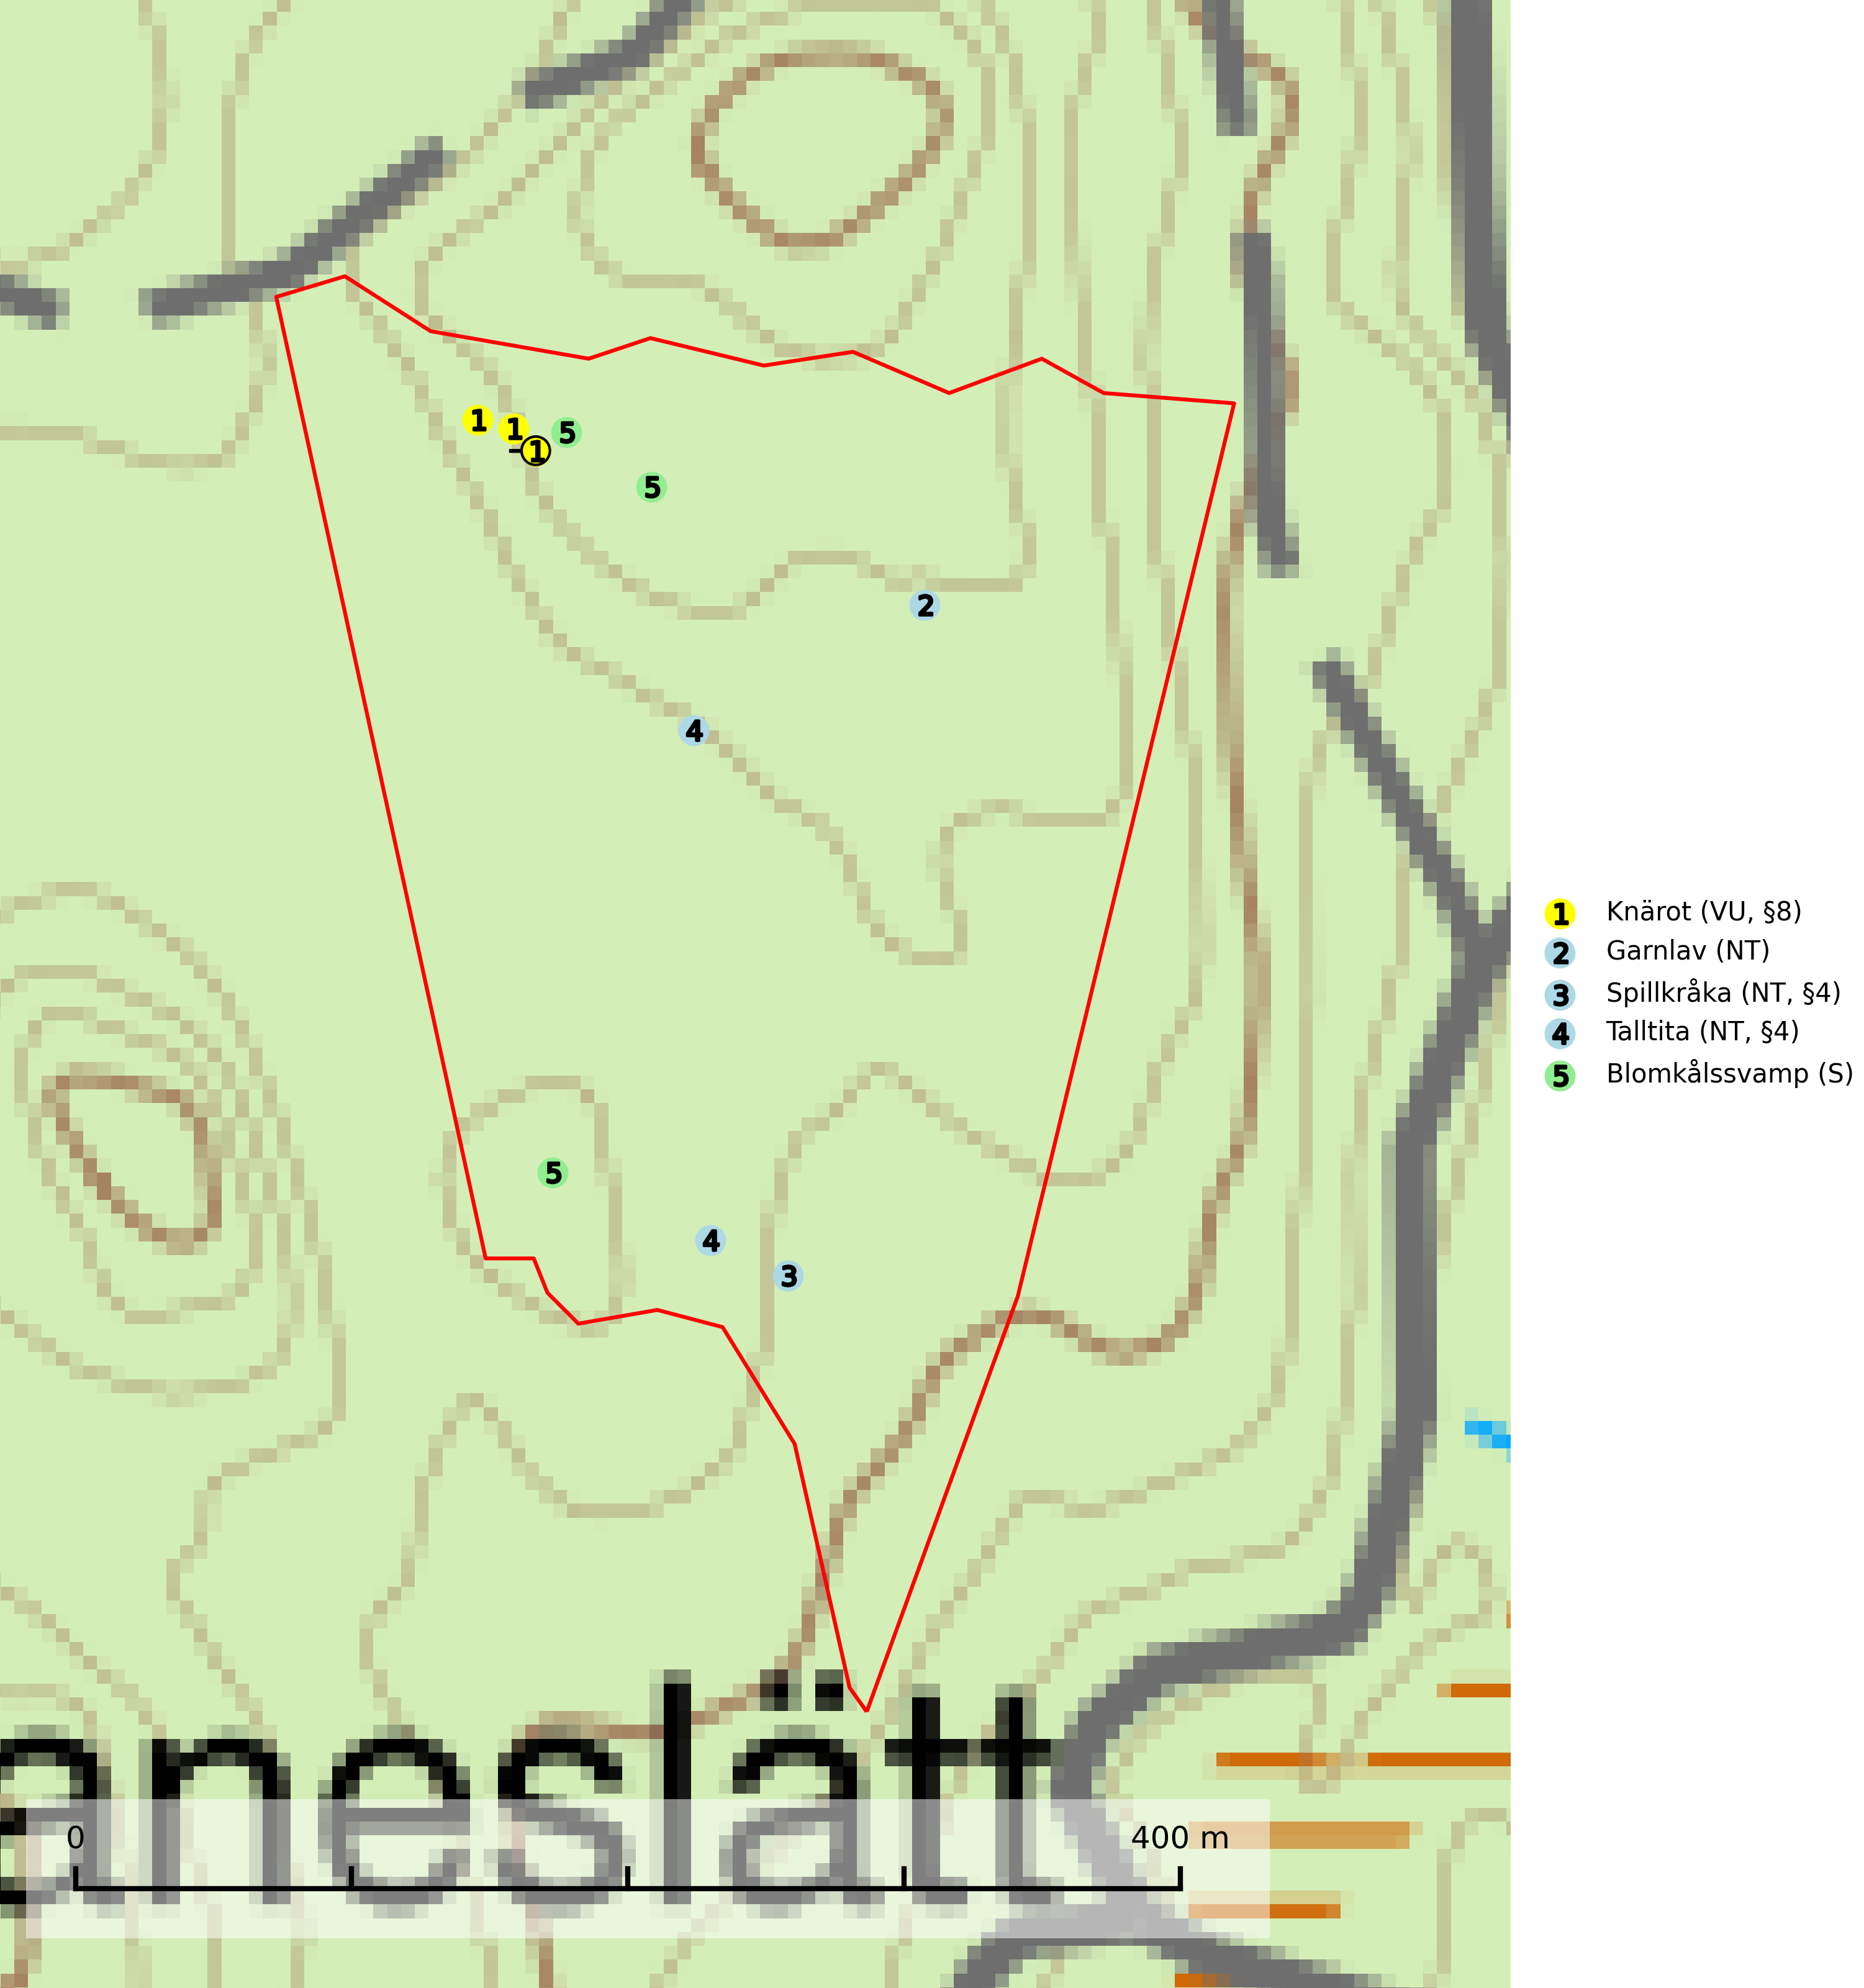 1
1
5
1
5
2
4
5
4
3
1 Knärot (VU, §8)
2 Garnlav (NT)
3 Spillkråka (NT, §4)
4 Talltita (NT, §4)
5 Blomkålssvamp (S)
aneslätt
0 400 m